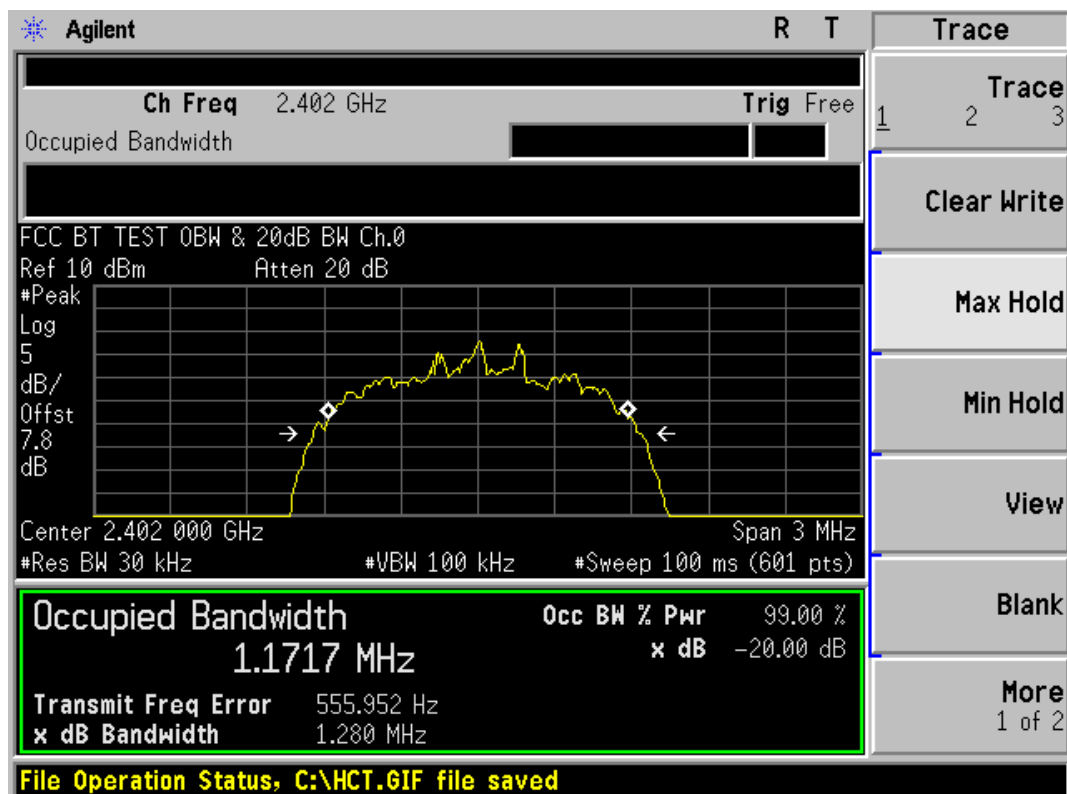 Agilent R T Trace
Ch Freq 2.402 GHz Trig Free
Occupied Bandwidth
Trace
1 2 3
Clear Write
Max Hold
Min Hold
View
Blank
More
1 of 2
FCC BT TEST OBW & 20dB BW Ch.0
Ref 10 dBm Atten 20 dB
#Peak
Log
5
dB/
Offst
7.8
dB
Center 2.402 000 GHz Span 3 MHz
#Res BW 30 kHz #VBW 100 kHz #Sweep 100 ms (601 pts)
Occupied Bandwidth Occ BW % Pwr 99.00 %
1.1717 MHz x dB -20.00 dB
Transmit Freq Error 555.952 Hz
x dB Bandwidth 1.280 MHz
File Operation Status, C:\HCT.GIF file saved